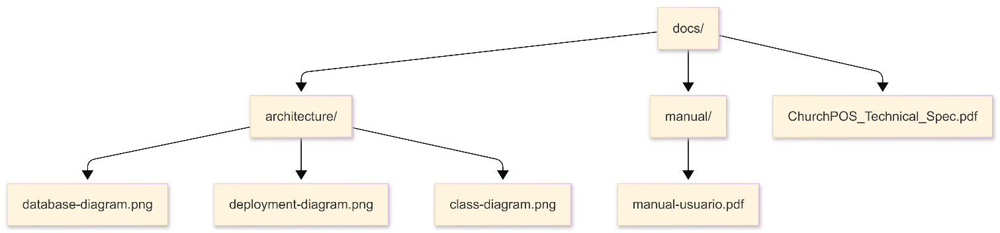 docs/
architecture/
manual/
ChurchPOS_Technical_Spec.pdf
database-diagram.png
deployment-diagram.png
class-diagram.png
manual-usuario.pdf